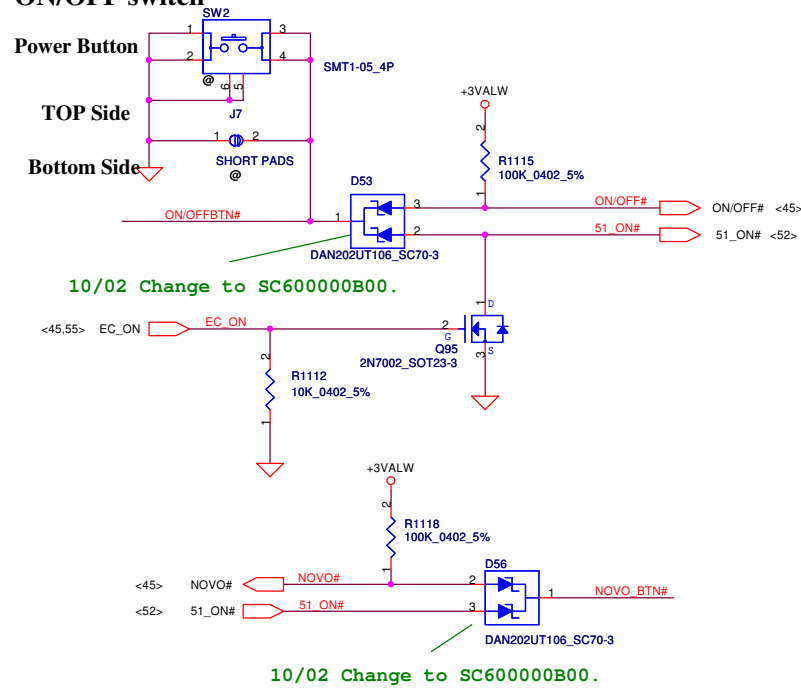 ON/OFF switch
SW2
Power Button
1 3
2 4
SMT1-05_4P
@
6 5
+3VALW
TOP Side
J7
1 2
2
R1115
100K_0402_5%
Bottom Side
SHORT PADS
@
D53
1
ON/OFFBTN#
1
3
ON/OFF#
ON/OFF# <45>
2
51_ON#
51_ON# <52>
DAN202UT106_SC70-3
10/02 Change to SC600000B00.
1
D
<45,55> EC_ON
EC_ON
2
G
Q95
3
S
2N7002_SOT23-3
2
R1112
10K_0402_5%
1
+3VALW
2
R1118
100K_0402_5%
1
D56
<45> NOVO#
NOVO#
2
1
NOVO_BTN#
<52> 51_ON#
51_ON#
3
DAN202UT106_SC70-3
10/02 Change to SC600000B00.